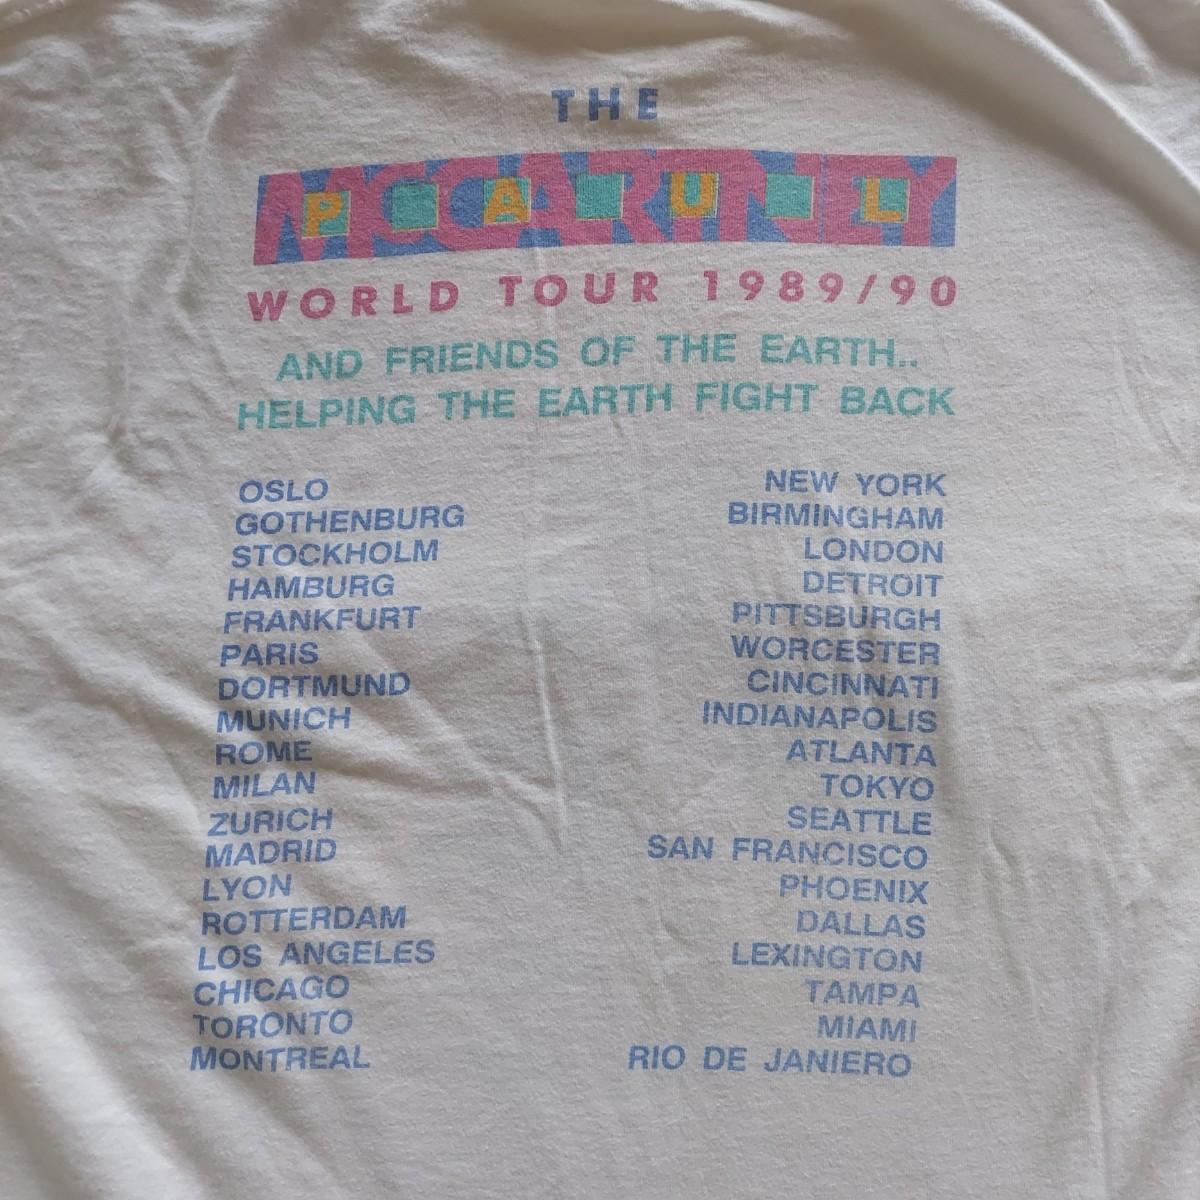 THE
PAUL
MCCARTNEY
WORLD TOUR 1989/90
AND FRIENDS OF THE EARTH..
HELPING THE EARTH FIGHT BACK
OSLO
GOTHENBURG
STOCKHOLM
HAMBURG
FRANKFURT
PARIS
DORTMUND
MUNICH
ROME
MILAN
ZURICH
MADRID
LYON
ROTTERDAM
LOS ANGELES
CHICAGO
TORONTO
MONTREAL
NEW YORK
BIRMINGHAM
LONDON
DETROIT
PITTSBURGH
WORCESTER
CINCINNATI
INDIANAPOLIS
ATLANTA
TOKYO
SEATTLE
SAN FRANCISCO
PHOENIX
DALLAS
LEXINGTON
TAMPA
MIAMI
RIO DE JANIERO